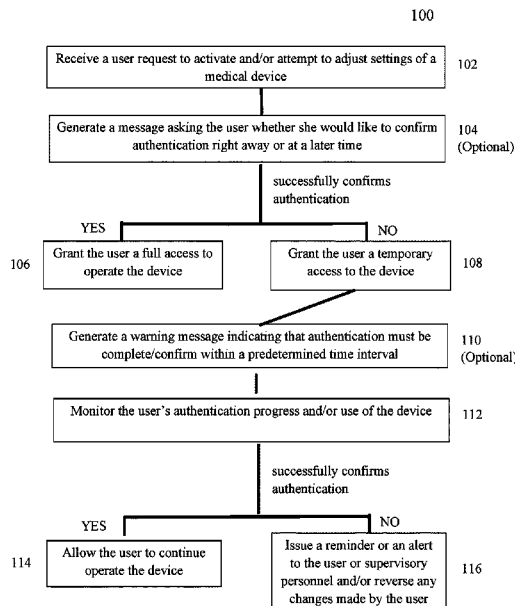 100
Receive a user request to activate and/or attempt to adjust settings of a
medical device
102
Generate a message asking the user whether she would like to confirm
authentication right away or at a later time
104
(Optional)
successfully confirms
authentication
YES
NO
106
Grant the user a full access to
operate the device
Grant the user a temporary
access to the device
108
Generate a warning message indicating that authentication must be
complete/confirm within a predetermined time interval
110
(Optional)
Monitor the user's authentication progress and/or use of the device
112
successfully confirms
authentication
YES
NO
114
Allow the user to continue
operate the device
Issue a reminder or an alert
to the user or supervisory
personnel and/or reverse any
changes made by the user
116